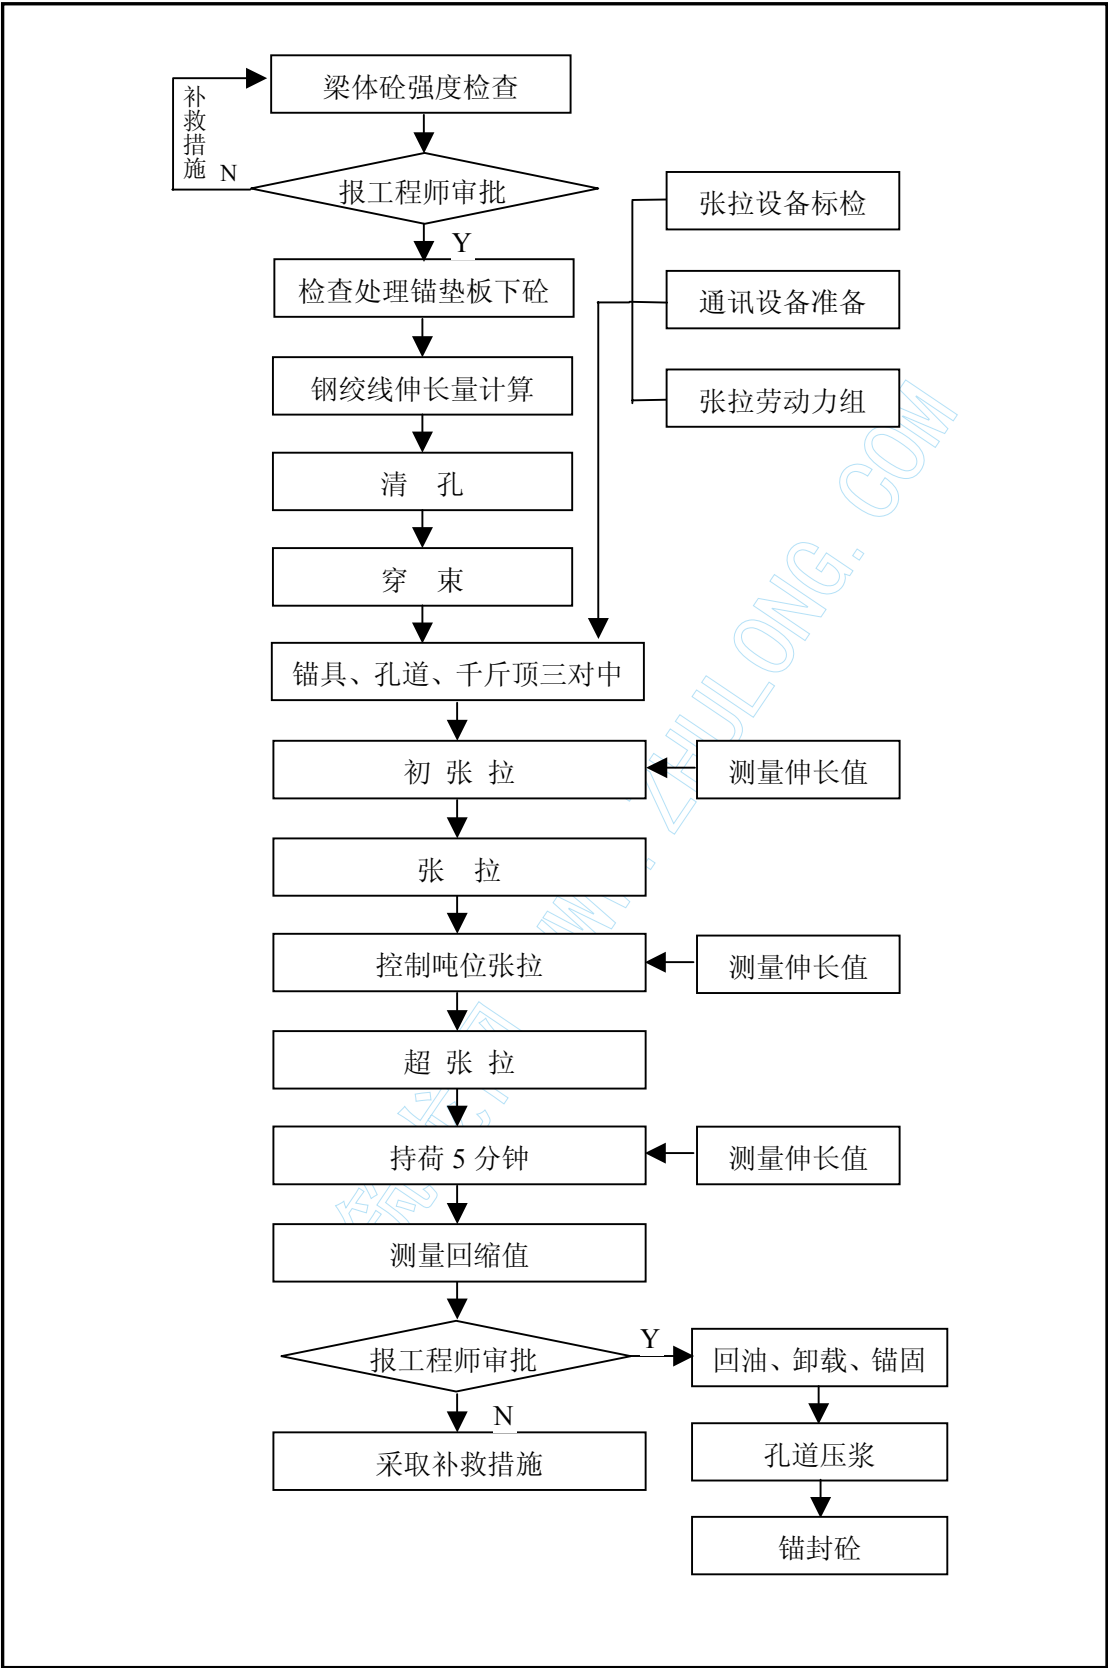 梁体砼强度检查
补救措施
N
报工程师审批
张拉设备标检
Y
检查处理锚垫板下砼
通讯设备准备
钢绞线伸长量计算
张拉劳动力组
清 孔
穿 束
锚具、孔道、千斤顶三对中
初 张 拉
测量伸长值
张 拉
控制吨位张拉
测量伸长值
超 张 拉
持荷 5 分钟
测量伸长值
测量回缩值
报工程师审批
Y
回油、卸载、锚固
N
采取补救措施
孔道压浆
锚封砼